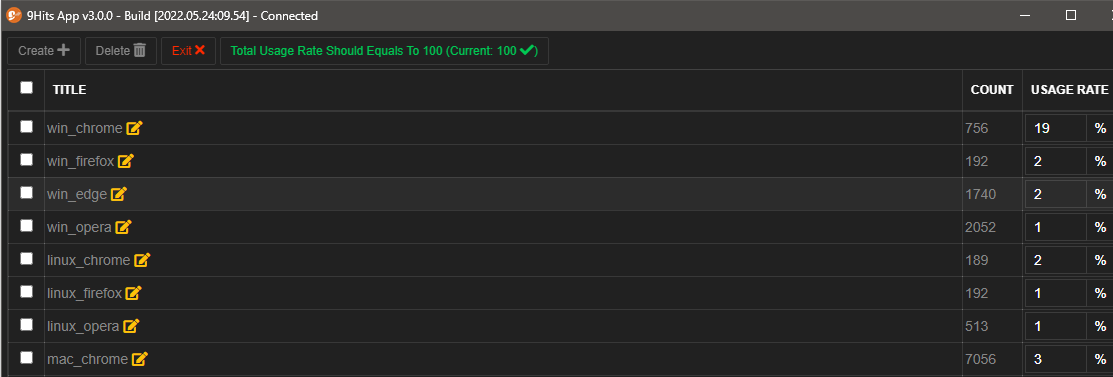 9Hits App v3.0.0 - Build [2022.05.24:09.54] - Connected
Create Delete Exit Total Usage Rate Should Equals To 100 (Current: 100 )
TITLE COUNT USAGE RATE
win_chrome 756 19 %
win_firefox 192 2 %
win_edge 1740 2 %
win_opera 2052 1 %
linux_chrome 189 2 %
linux_firefox 192 1 %
linux_opera 513 1 %
mac_chrome 7056 3 %